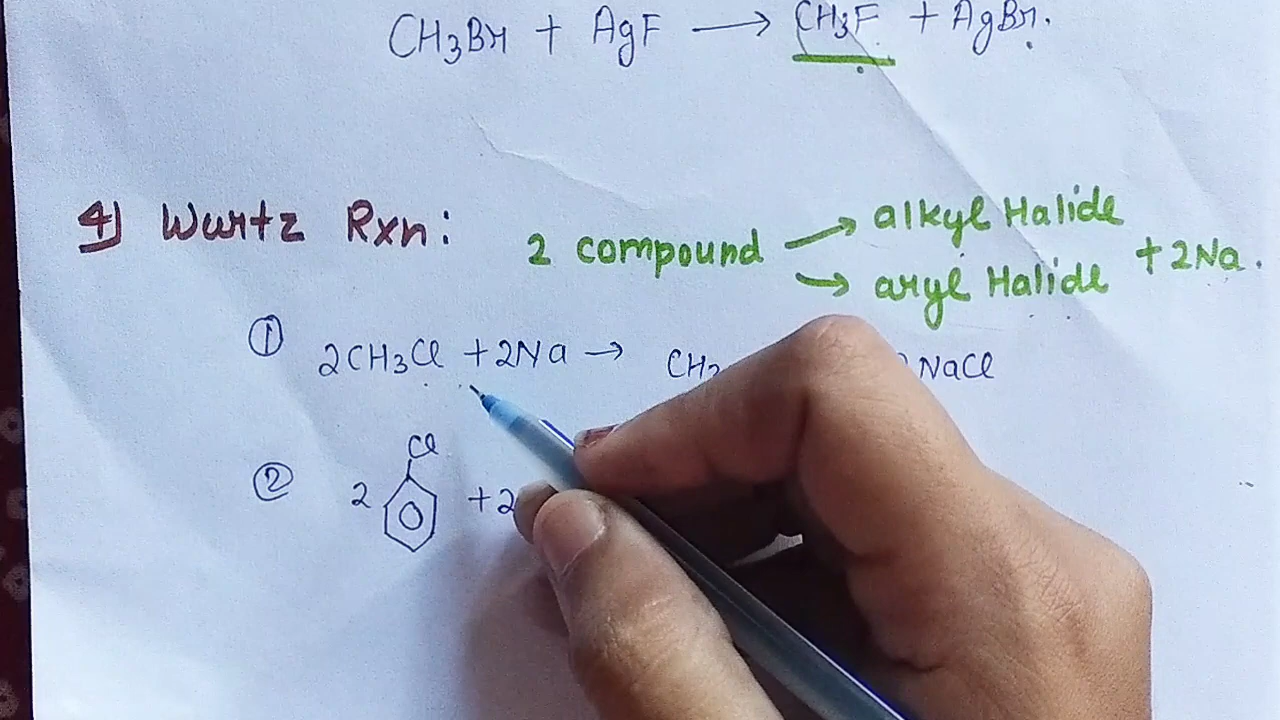 CH3Br + AgF → CH3F + AgBr.
4) Wurtz Rxn:
2 compound → alkyl Halide
→ aryl Halide + 2Na.
① 2CH3Cl + 2Na → CH3 NaCl
② 2 Cl + 2